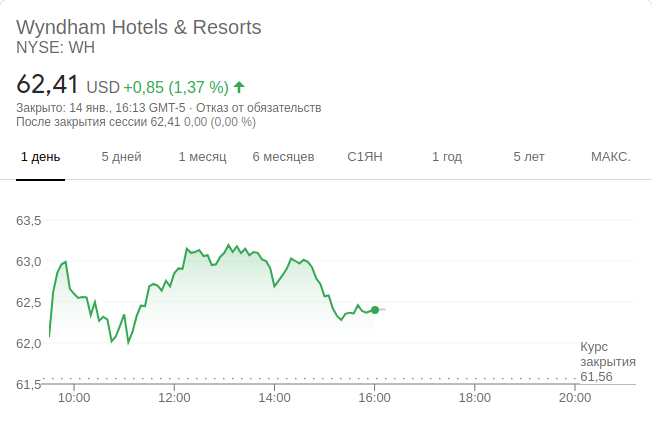 Wyndham Hotels & Resorts
NYSE: WH
62,41 USD +0,85 (1,37 %)
Закрыто: 14 янв., 16:13 GMT-5 · Отказ от обязательств
После закрытия сессии 62,41 0,00 (0,00 %)
1 день 5 дней 1 месяц 6 месяцев С1ЯН 1 год 5 лет МАКС.
63,5
63,0
62,5
62,0
Курс
закрытия
61,56
61,5
10:00 12:00 14:00 16:00 18:00 20:00